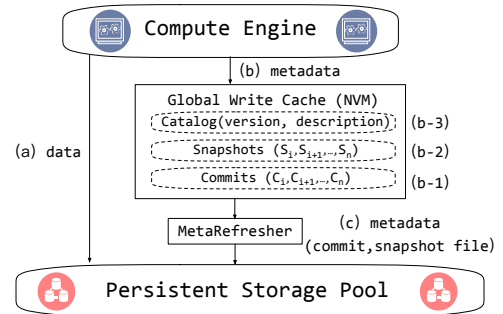 Compute Engine
(b) metadata
Global Write Cache (NVM)
Catalog(version, description)
(b-3)
(a) data
Snapshots (Si,Si+1,…,Sn)
(b-2)
Commits (Ci,Ci+1,…,Cn)
(b-1)
MetaRefresher
(c) metadata
(commit,snapshot file)
Persistent Storage Pool